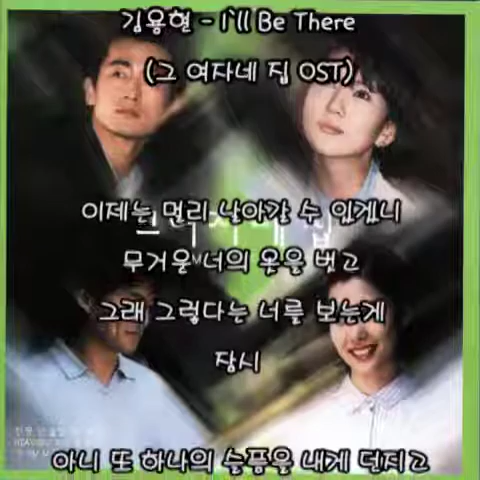 김용현 - I`ll Be There
(그 여자네 집 OST)
이제는 먼리 날아갈 수 있겠니
무거운 너의 옷을 벗고
그래 그렇다는 너를 보는게
잠시
아니 또 하나의 슬픔을 내게 던지고